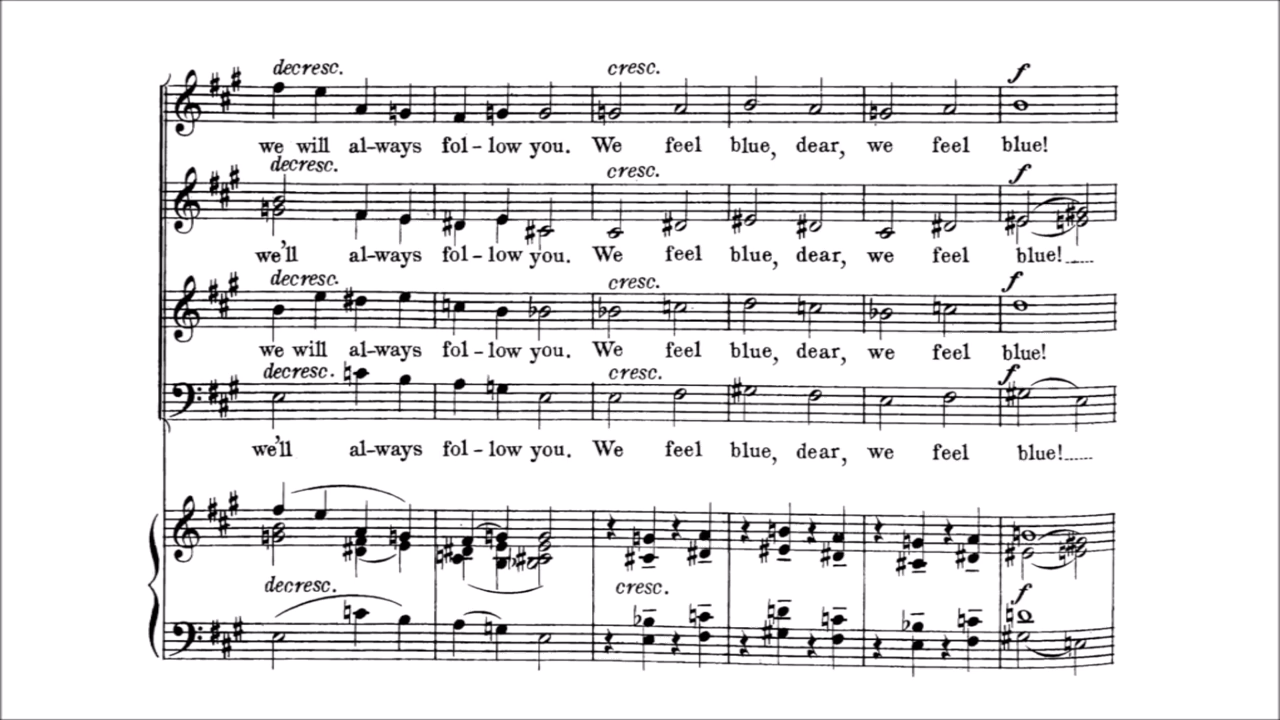 decresc. cresc. f
we will al-ways fol-low you. We feel blue, dear, we feel blue!
decresc. cresc. f
we'll al-ways fol-low you. We feel blue, dear, we feel blue!......
decresc. cresc. f
we will al-ways fol-low you. We feel blue, dear, we feel blue!
decresc. cresc. f
we'll al-ways fol-low you. We feel blue, dear, we feel blue!......
decresc. cresc. f